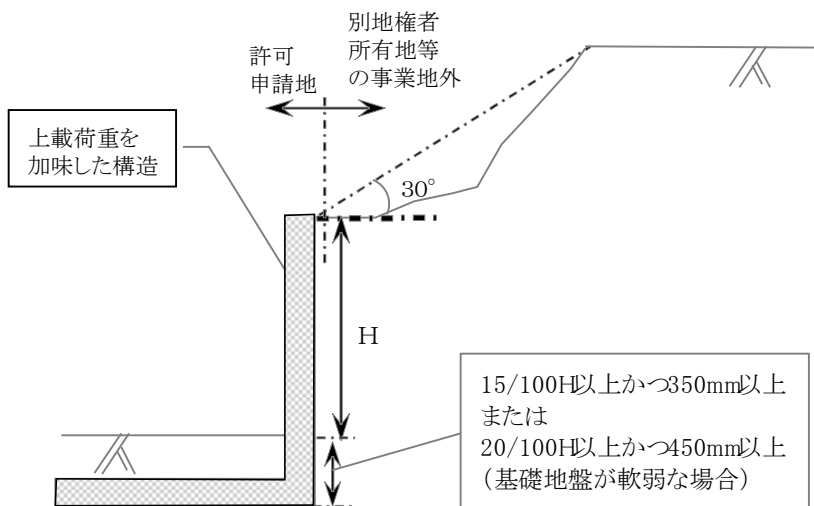 別地権者
所有地等
の事業地外
許可
申請地
上載荷重を
加味した構造
30°
H
15/100H以上かつ350mm以上
または
20/100H以上かつ450mm以上
（基礎地盤が軟弱な場合）